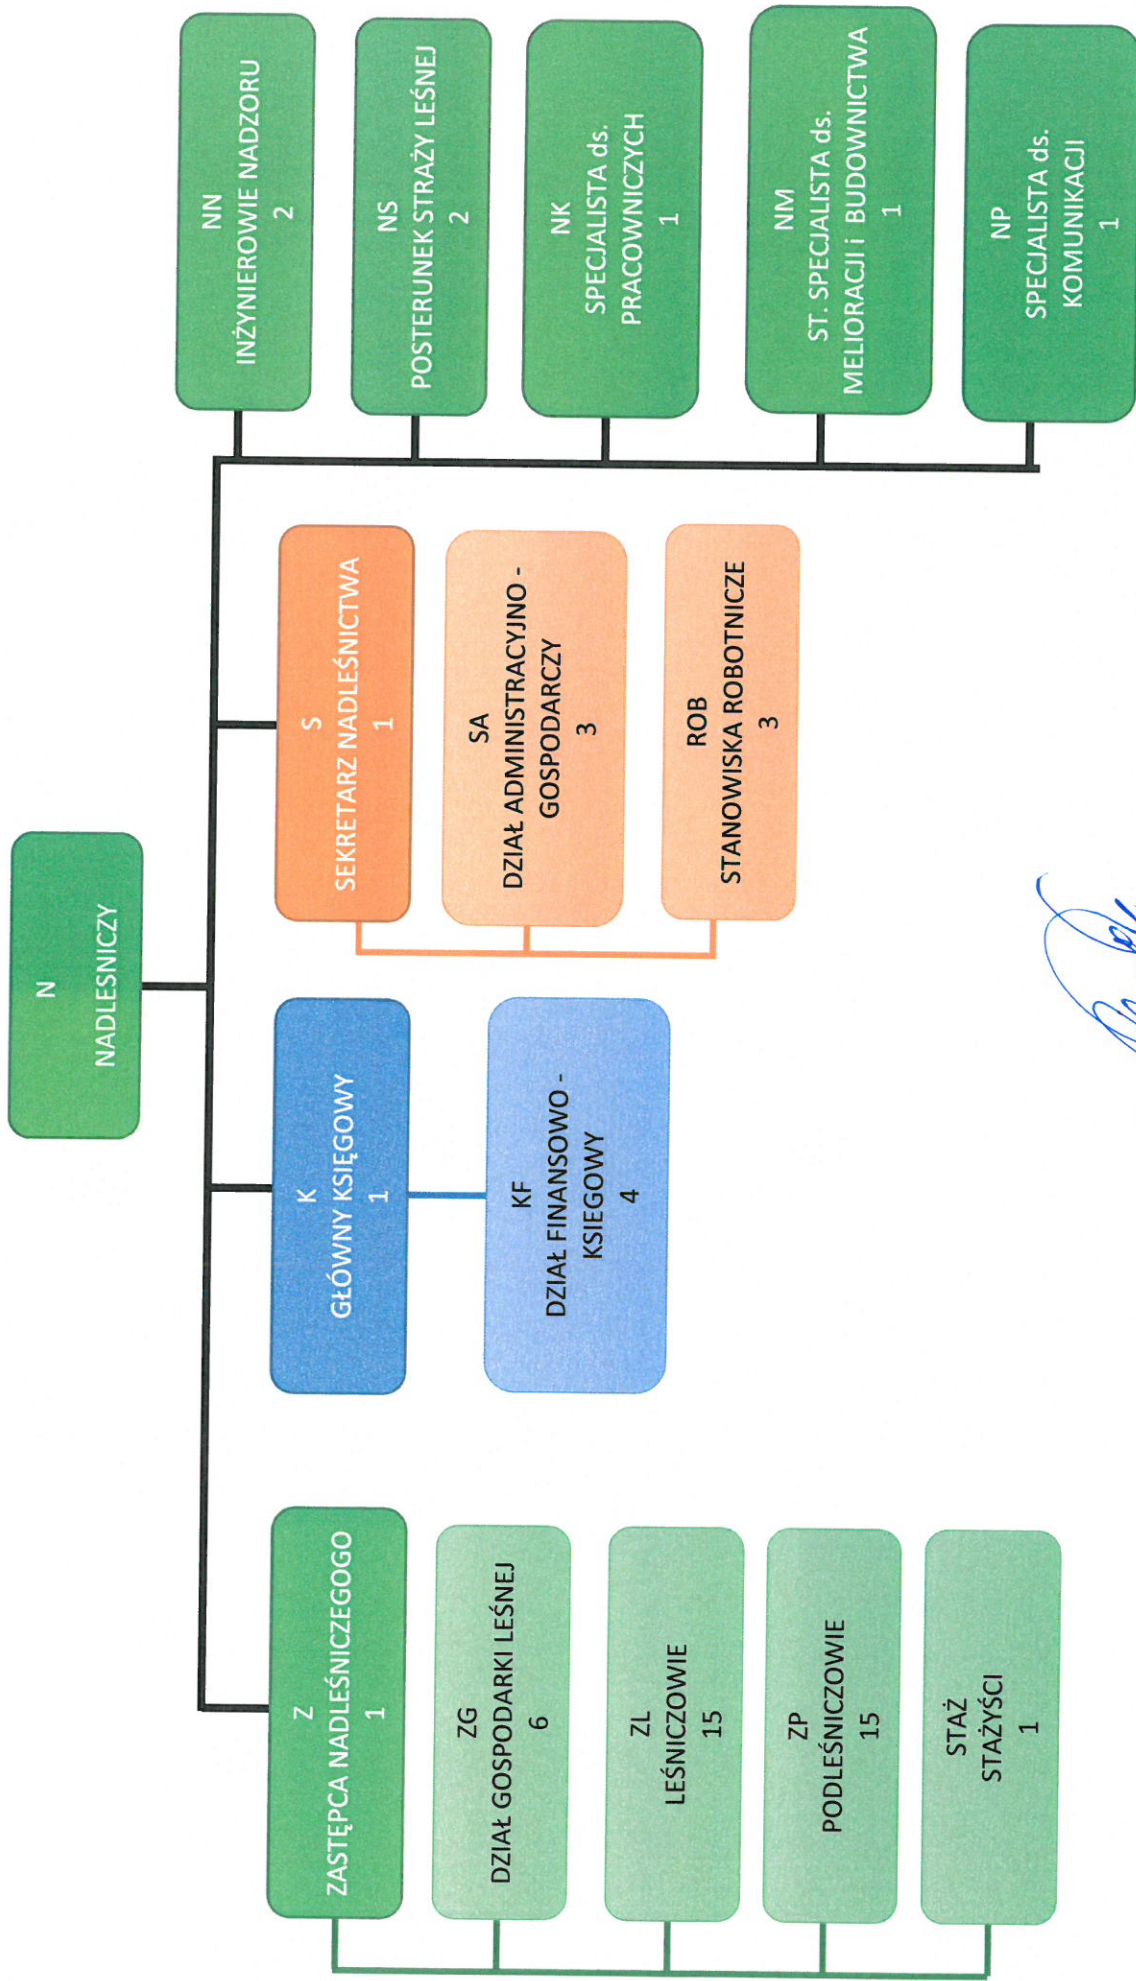 N
NADLESNICZY
Z
ZASTĘPCA NADLEŚNICZEGO
1
ZG
DZIAŁ GOSPODARKI LEŚNEJ
6
ZL
LEŚNICZOWIE
15
ZP
PODLEŚNICZOWIE
15
STAŻ
STAŻYŚCI
1
K
GŁÓWNY KSIĘGOWY
1
KF
DZIAŁ FINANSOWO -
KSIEGOWY
4
S
SEKRETARZ NADLEŚNICTWA
1
SA
DZIAŁ ADMINISTRACYJNO -
GOSPODARCZY
3
ROB
STANOWISKA ROBOTNICZE
3
NN
INŻYNIEROWIE NADZORU
2
NS
POSTERUNEK STRAŻY LEŚNEJ
2
NK
SPECJALISTA ds.
PRACOWNICZYCH
1
NM
ST. SPECJALISTA ds.
MELIORACJI i BUDOWNICTWA
1
NP
SPECJALISTA ds.
KOMUNIKACJI
1